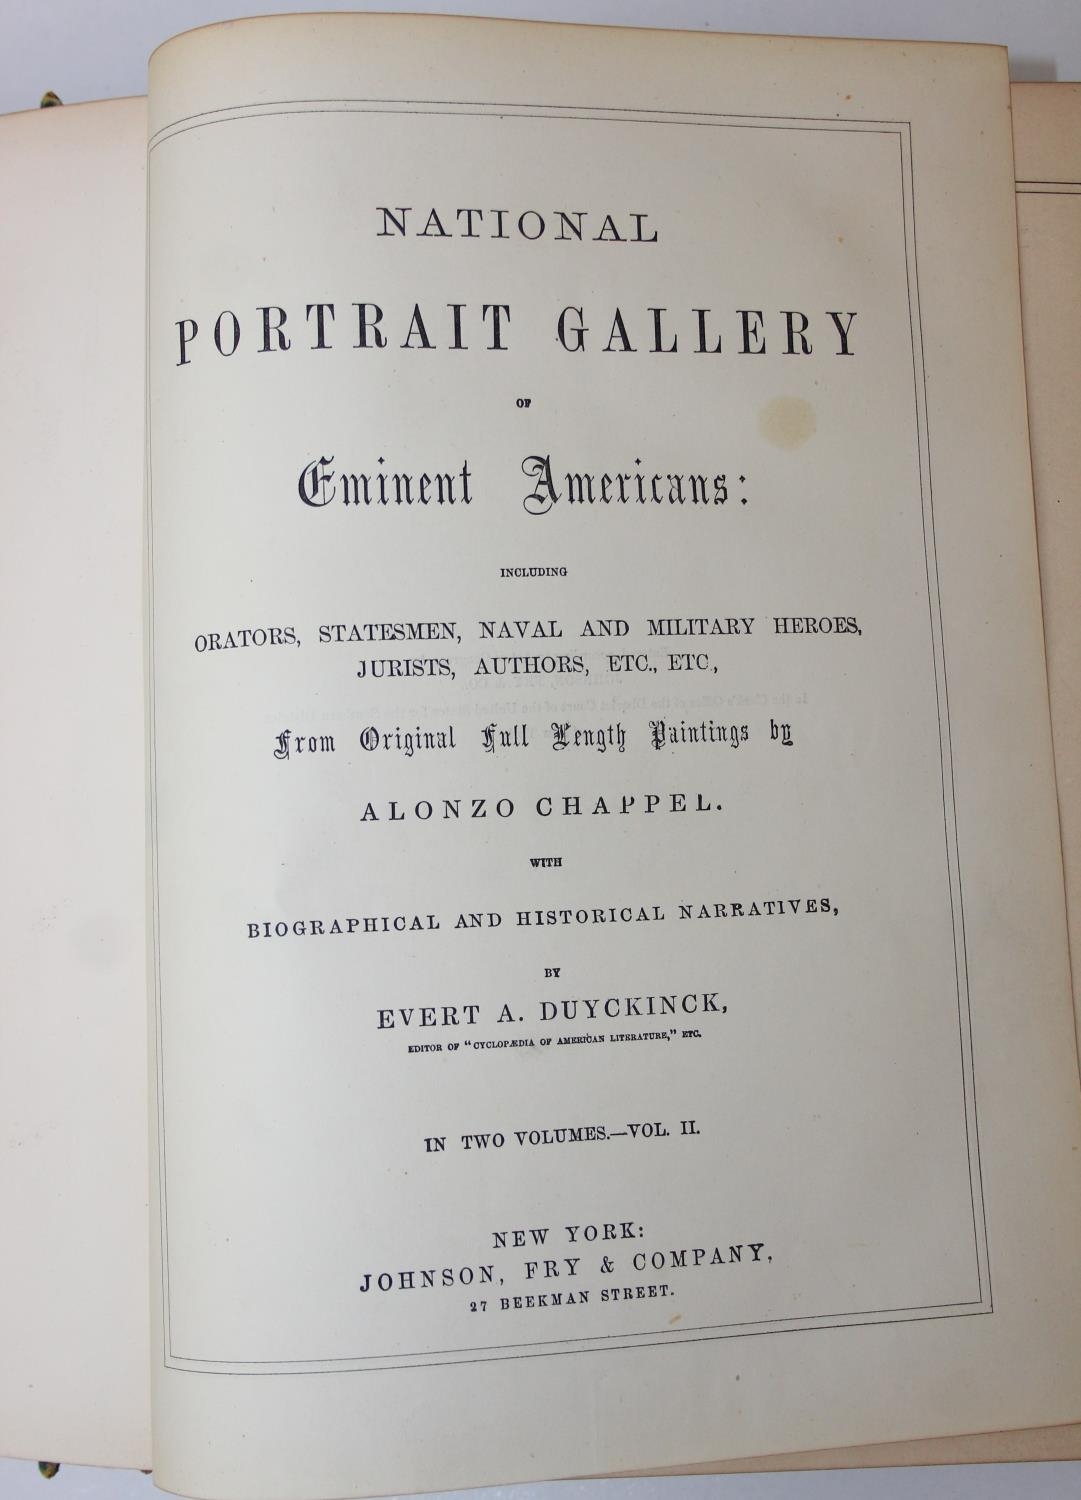 NATIONAL
PORTRAIT GALLERY
OF
Eminent Americans:
INCLUDING
ORATORS, STATESMEN, NAVAL AND MILITARY HEROES,
JURISTS, AUTHORS, ETC., ETC.,
From Original Full Length Paintings by
ALONZO CHAPPEL.
WITH
BIOGRAPHICAL AND HISTORICAL NARRATIVES,
BY
EVERT A. DUYCKINCK,
EDITOR OF "CYCLOPÆDIA OF AMERICAN LITERATURE," ETC.
IN TWO VOLUMES.—VOL. II.
NEW YORK:
JOHNSON, FRY & COMPANY,
27 BEEKMAN STREET.